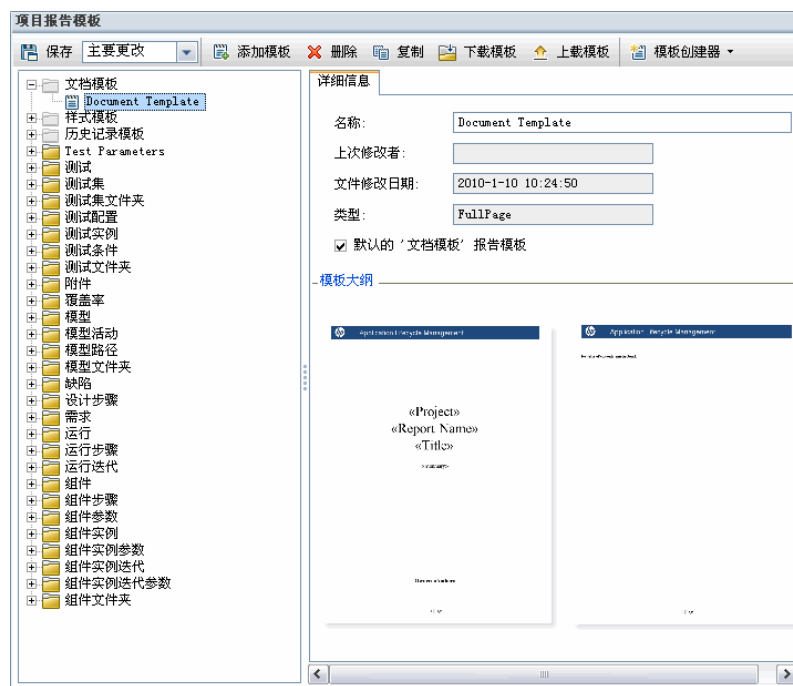 项目报告模板
保存 主要更改 添加模板 删除 复制 下载模板 上载模板 模板创建器
文档模板
Document Template
样式模板
历史记录模板
Test Parameters
测试
测试集
测试集文件夹
测试配置
测试实例
测试条件
测试文件夹
附件
覆盖率
模型
模型活动
模型路径
模型文件夹
缺陷
设计步骤
需求
运行
运行步骤
运行迭代
组件
组件步骤
组件参数
组件实例
组件实例参数
组件实例迭代
组件实例迭代参数
组件文件夹
详细信息
名称: Document Template
上次修改者:
文件修改日期: 2010-1-10 10:24:50
类型: FullPage
默认的 '文档模板' 报告模板
模板大纲
Application Lifecycle Management
«Project»
«Report Name»
«Title»
Application Lifecycle Management